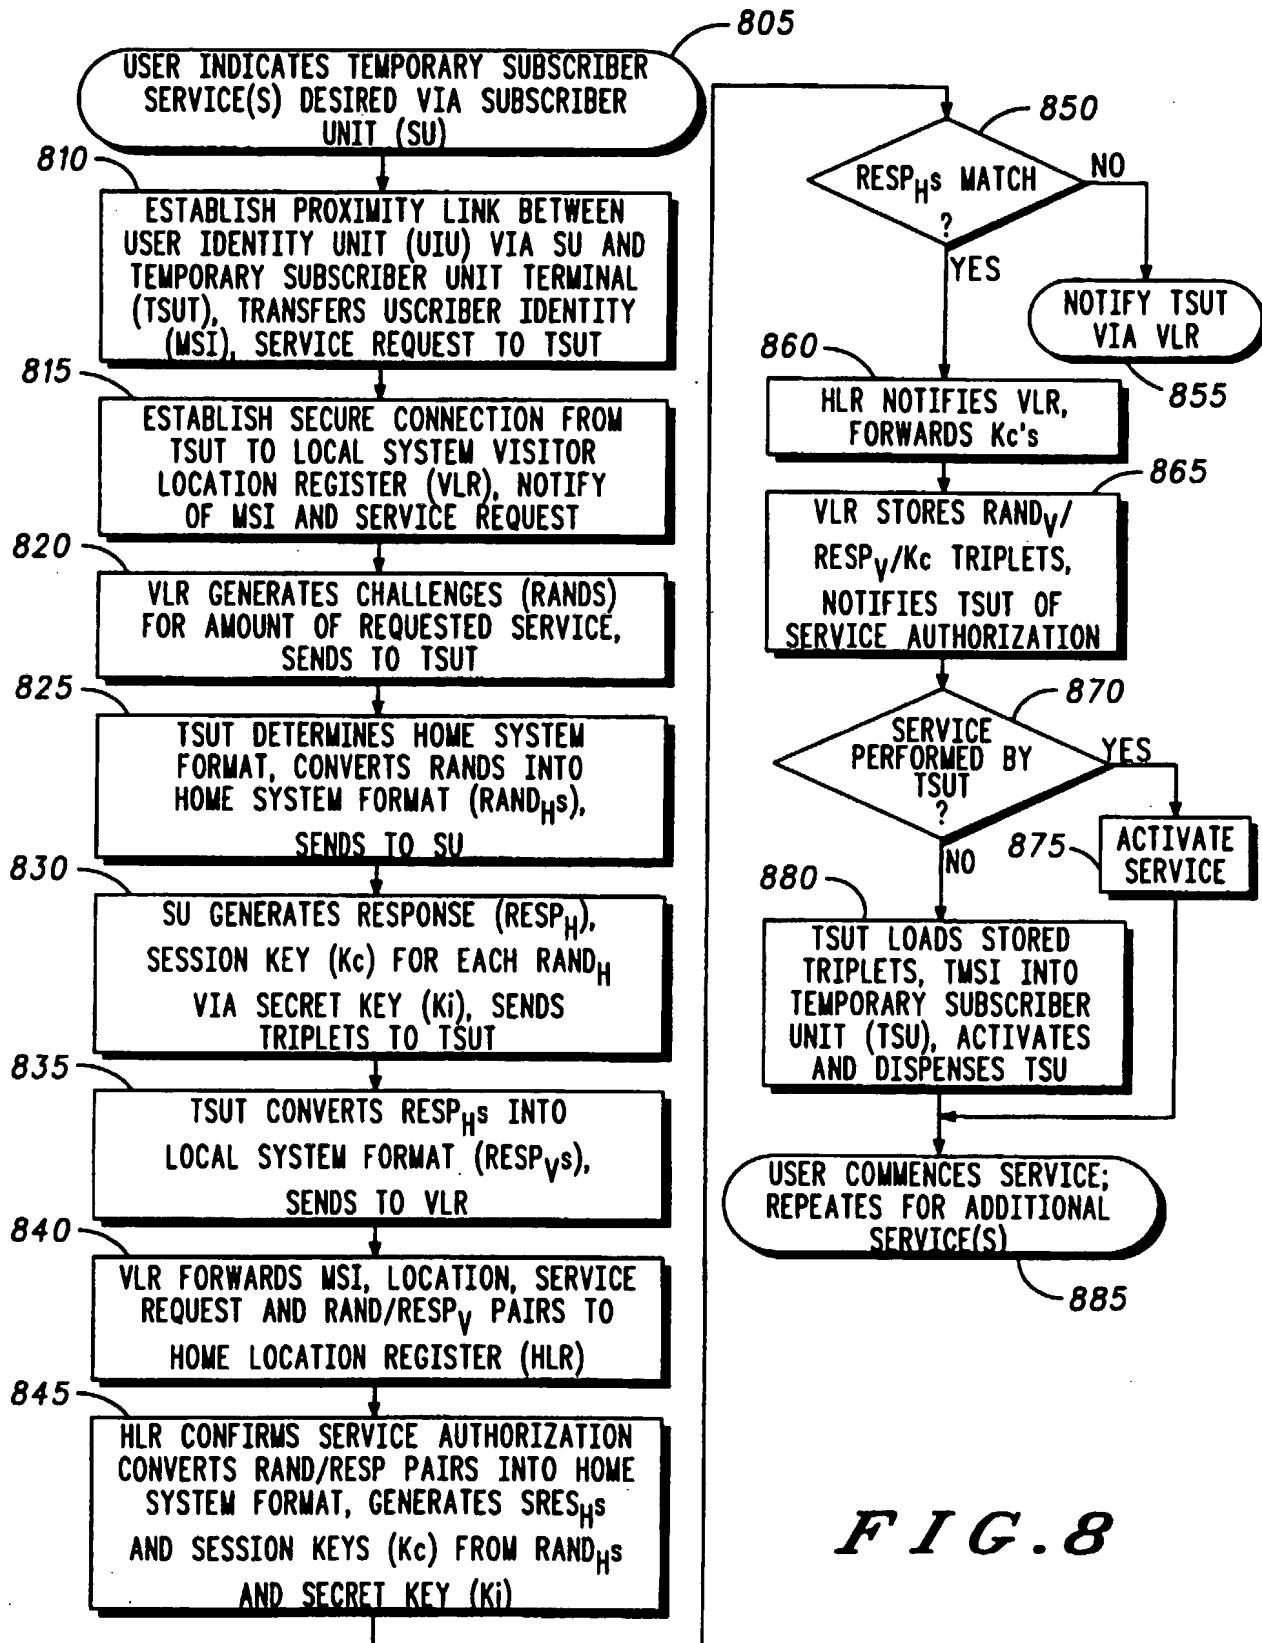 805
USER INDICATES TEMPORARY SUBSCRIBER
SERVICE(S) DESIRED VIA SUBSCRIBER
UNIT (SU)
810
ESTABLISH PROXIMITY LINK BETWEEN
USER IDENTITY UNIT (UIU) VIA SU AND
TEMPORARY SUBSCRIBER UNIT TERMINAL
(TSUT), TRANSFERS USCRIBER IDENTITY
(MSI), SERVICE REQUEST TO TSUT
815
ESTABLISH SECURE CONNECTION FROM
TSUT TO LOCAL SYSTEM VISITOR
LOCATION REGISTER (VLR), NOTIFY
OF MSI AND SERVICE REQUEST
820
VLR GENERATES CHALLENGES (RANDS)
FOR AMOUNT OF REQUESTED SERVICE,
SENDS TO TSUT
825
TSUT DETERMINES HOME SYSTEM
FORMAT, CONVERTS RANDS INTO
HOME SYSTEM FORMAT (RANDHS),
SENDS TO SU
830
SU GENERATES RESPONSE (RESPH),
SESSION KEY (Kc) FOR EACH RANDH
VIA SECRET KEY (Ki), SENDS
TRIPLETS TO TSUT
835
TSUT CONVERTS RESPHS INTO
LOCAL SYSTEM FORMAT (RESPVS),
SENDS TO VLR
840
VLR FORWARDS MSI, LOCATION, SERVICE
REQUEST AND RAND/RESPV PAIRS TO
HOME LOCATION REGISTER (HLR)
845
HLR CONFIRMS SERVICE AUTHORIZATION
CONVERTS RAND/RESP PAIRS INTO HOME
SYSTEM FORMAT, GENERATES SRESHS
AND SESSION KEYS (Kc) FROM RANDHS
AND SECRET KEY (Ki)
850
RESPHS MATCH
?
NO
YES
NOTIFY TSUT
VIA VLR
855
860
HLR NOTIFIES VLR,
FORWARDS Kc'S
865
VLR STORES RANDV/
RESPV/Kc TRIPLETS,
NOTIFIES TSUT OF
SERVICE AUTHORIZATION
870
SERVICE
PERFORMED BY
TSUT
?
YES
NO
875
ACTIVATE
SERVICE
880
TSUT LOADS STORED
TRIPLETS, TMSI INTO
TEMPORARY SUBSCRIBER
UNIT (TSU), ACTIVATES
AND DISPENSES TSU
USER COMMENCES SERVICE;
REPEATES FOR ADDITIONAL
SERVICE(S)
885
FIG.8